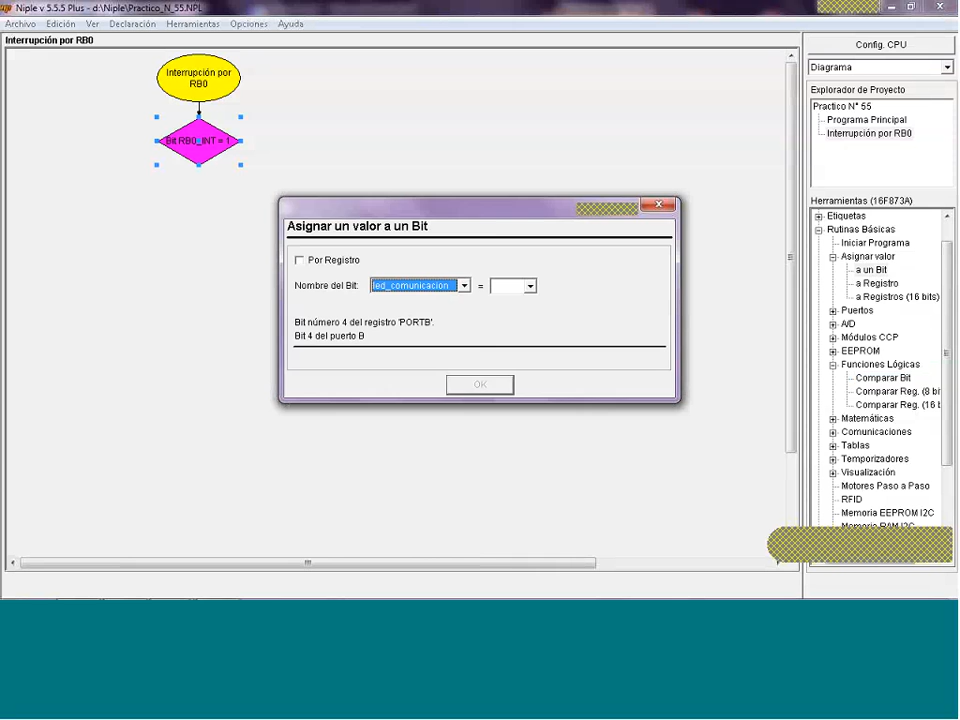 Niple v 5.5.5 Plus - d:\Niple\Practico_N_55.NPL
Archivo Edición Ver Declaración Herramientas Opciones Ayuda
Interrupción por RB0
Interrupción por
RB0
Bit RB0_INT = 1
Asignar un valor a un Bit
Por Registro
Nombre del Bit: led_comunicacion =
Bit número 4 del registro 'PORTB'.
Bit 4 del puerto B
OK
Config. CPU
Diagrama
Explorador de Proyecto
Practico N° 55
Programa Principal
Interrupción por RB0
Herramientas (16F873A)
Etiquetas
Rutinas Básicas
Iniciar Programa
Asignar valor
a un Bit
a Registro
a Registros (16 bits)
Puertos
A/D
Módulos CCP
EEPROM
Funciones Lógicas
Comparar Bit
Comparar Reg. (8 bi
Comparar Reg. (16 b
Matemáticas
Comunicaciones
Tablas
Temporizadores
Visualización
Motores Paso a Paso
RFID
Memoria EEPROM I2C
Memoria RAM I2C